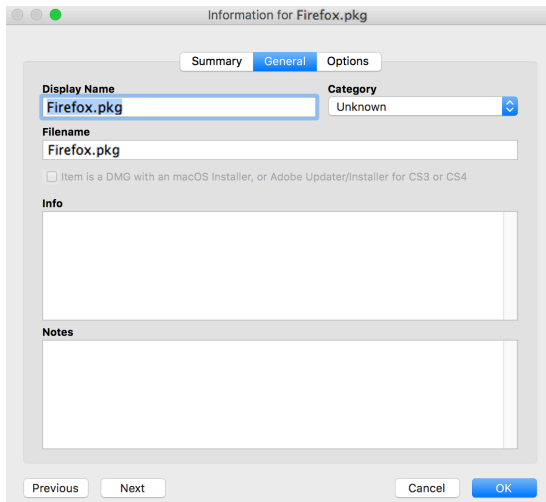 Information for Firefox.pkg
Summary General Options
Display Name Category
Firefox.pkg Unknown
Filename
Firefox.pkg
Item is a DMG with an macOS Installer, or Adobe Updater/Installer for CS3 or CS4
Info
Notes
Previous Next Cancel OK